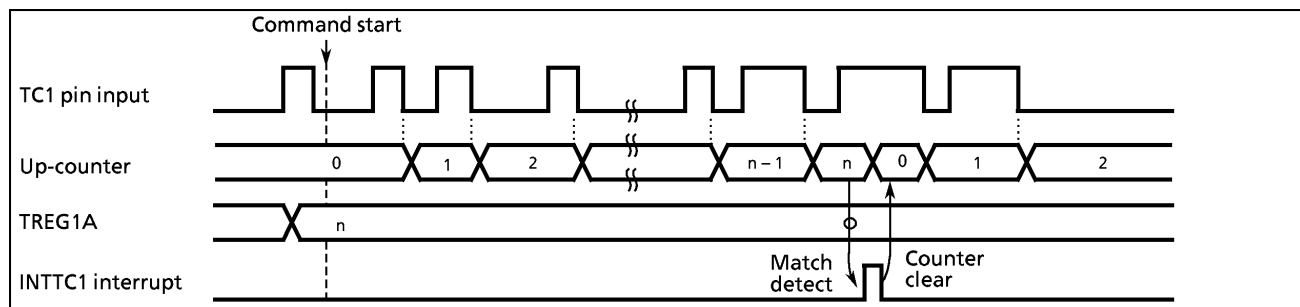 Command start
TC1 pin input
Up-counter
0 1 2 n – 1 n 0 1 2
TREG1A
n
INTTC1 interrupt
Match
detect
Counter
clear